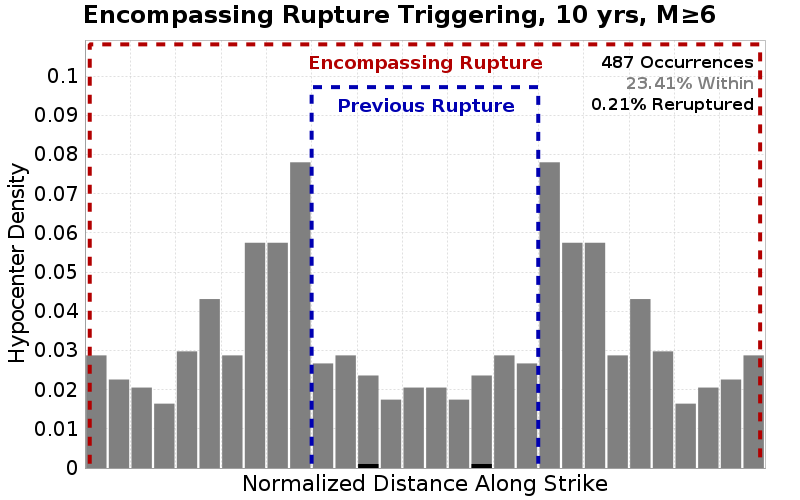 Encompassing Rupture Triggering, 10 yrs, M≥6
Encompassing Rupture
487 Occurrences
23.41% Within
0.21% Reruptured
Previous Rupture
Hypocenter Density
0.1
0.09
0.08
0.07
0.06
0.05
0.04
0.03
0.02
0.01
0
Normalized Distance Along Strike